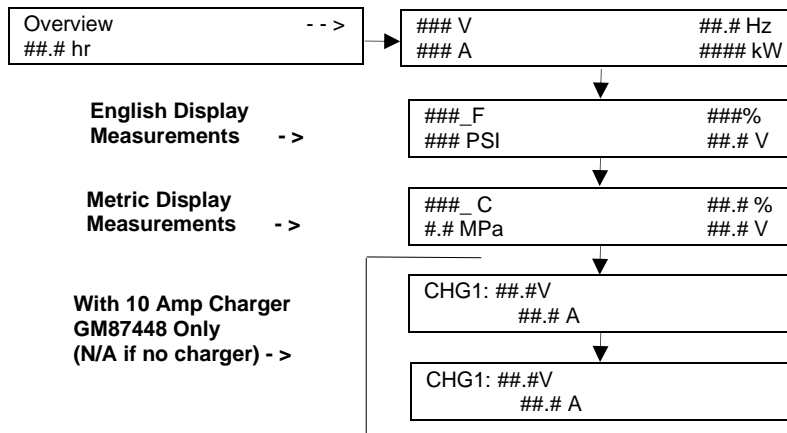 Overview - - >
##.# hr
### V ##.# Hz
### A #### kW
English Display
Measurements - >
###_F ###%
### PSI ##.# V
Metric Display
Measurements - >
###_ C ##.# %
#.# MPa ##.# V
With 10 Amp Charger
GM87448 Only
(N/A if no charger) - >
CHG1: ##.#V
##.# A
CHG1: ##.#V
##.# A